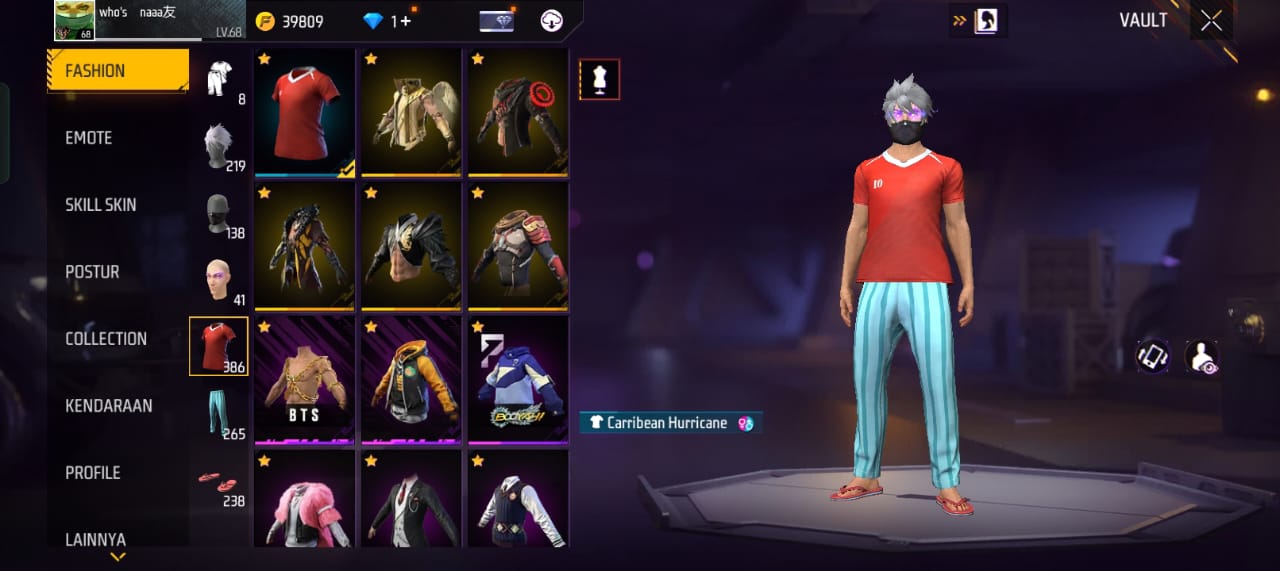 who's naaa友
68
LV.68
39809
1+
VAULT
FASHION
EMOTE
SKILL SKIN
POSTUR
COLLECTION
KENDARAAN
PROFILE
LAINNYA
8
219
138
41
386
265
238
BTS
BOOYAH!
10
Carribean Hurricane